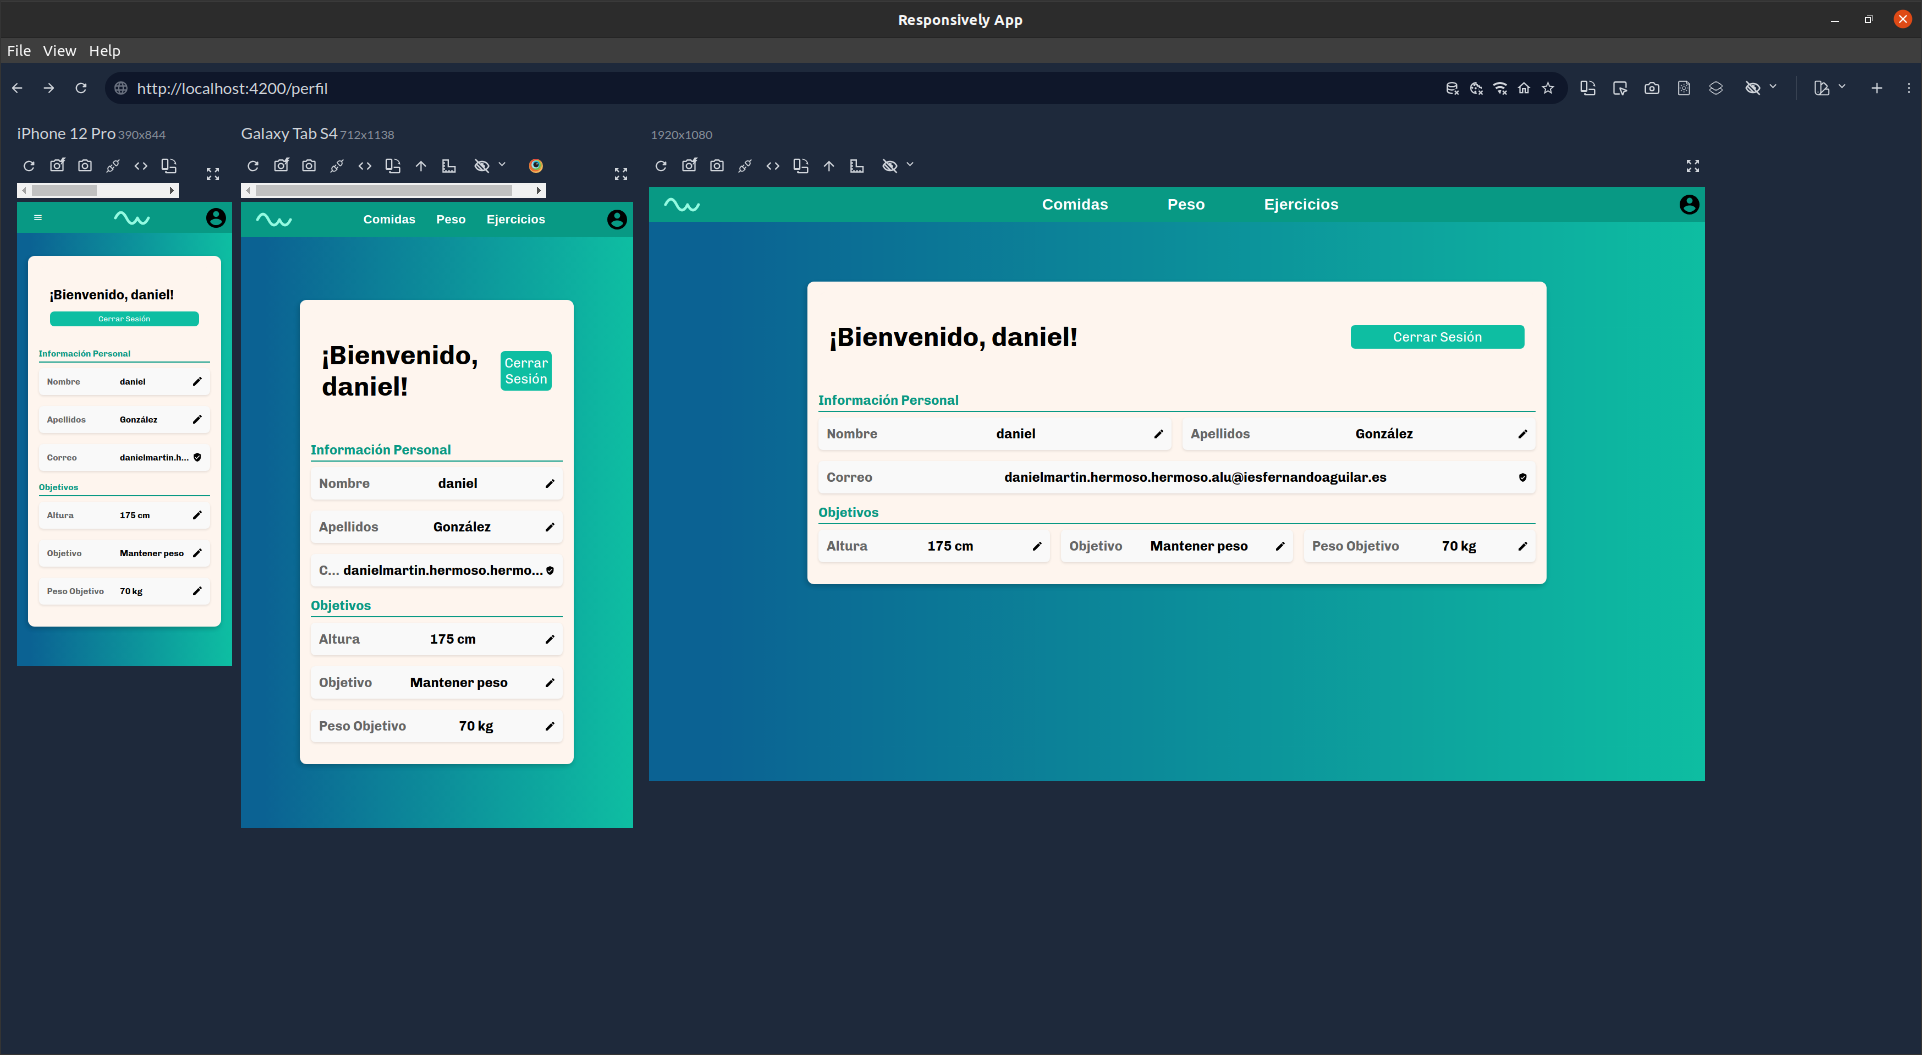 Responsively App
File View Help
http://localhost:4200/perfil
iPhone 12 Pro 390x844
¡Bienvenido, daniel!
Cerrar Sesión
Información Personal
Nombre daniel
Apellidos González
Correo danielmartin.h...
Objetivos
Altura 175 cm
Objetivo Mantener peso
Peso Objetivo 70 kg
Galaxy Tab S4 712x1138
Comidas Peso Ejercicios
¡Bienvenido,
daniel!
Cerrar
Sesión
Información Personal
Nombre daniel
Apellidos González
C... danielmartin.hermoso.hermo...
Objetivos
Altura 175 cm
Objetivo Mantener peso
Peso Objetivo 70 kg
1920x1080
Comidas Peso Ejercicios
¡Bienvenido, daniel!
Cerrar Sesión
Información Personal
Nombre daniel Apellidos González
Correo danielmartin.hermoso.hermoso.alu@iesfernandoaguilar.es
Objetivos
Altura 175 cm Objetivo Mantener peso Peso Objetivo 70 kg